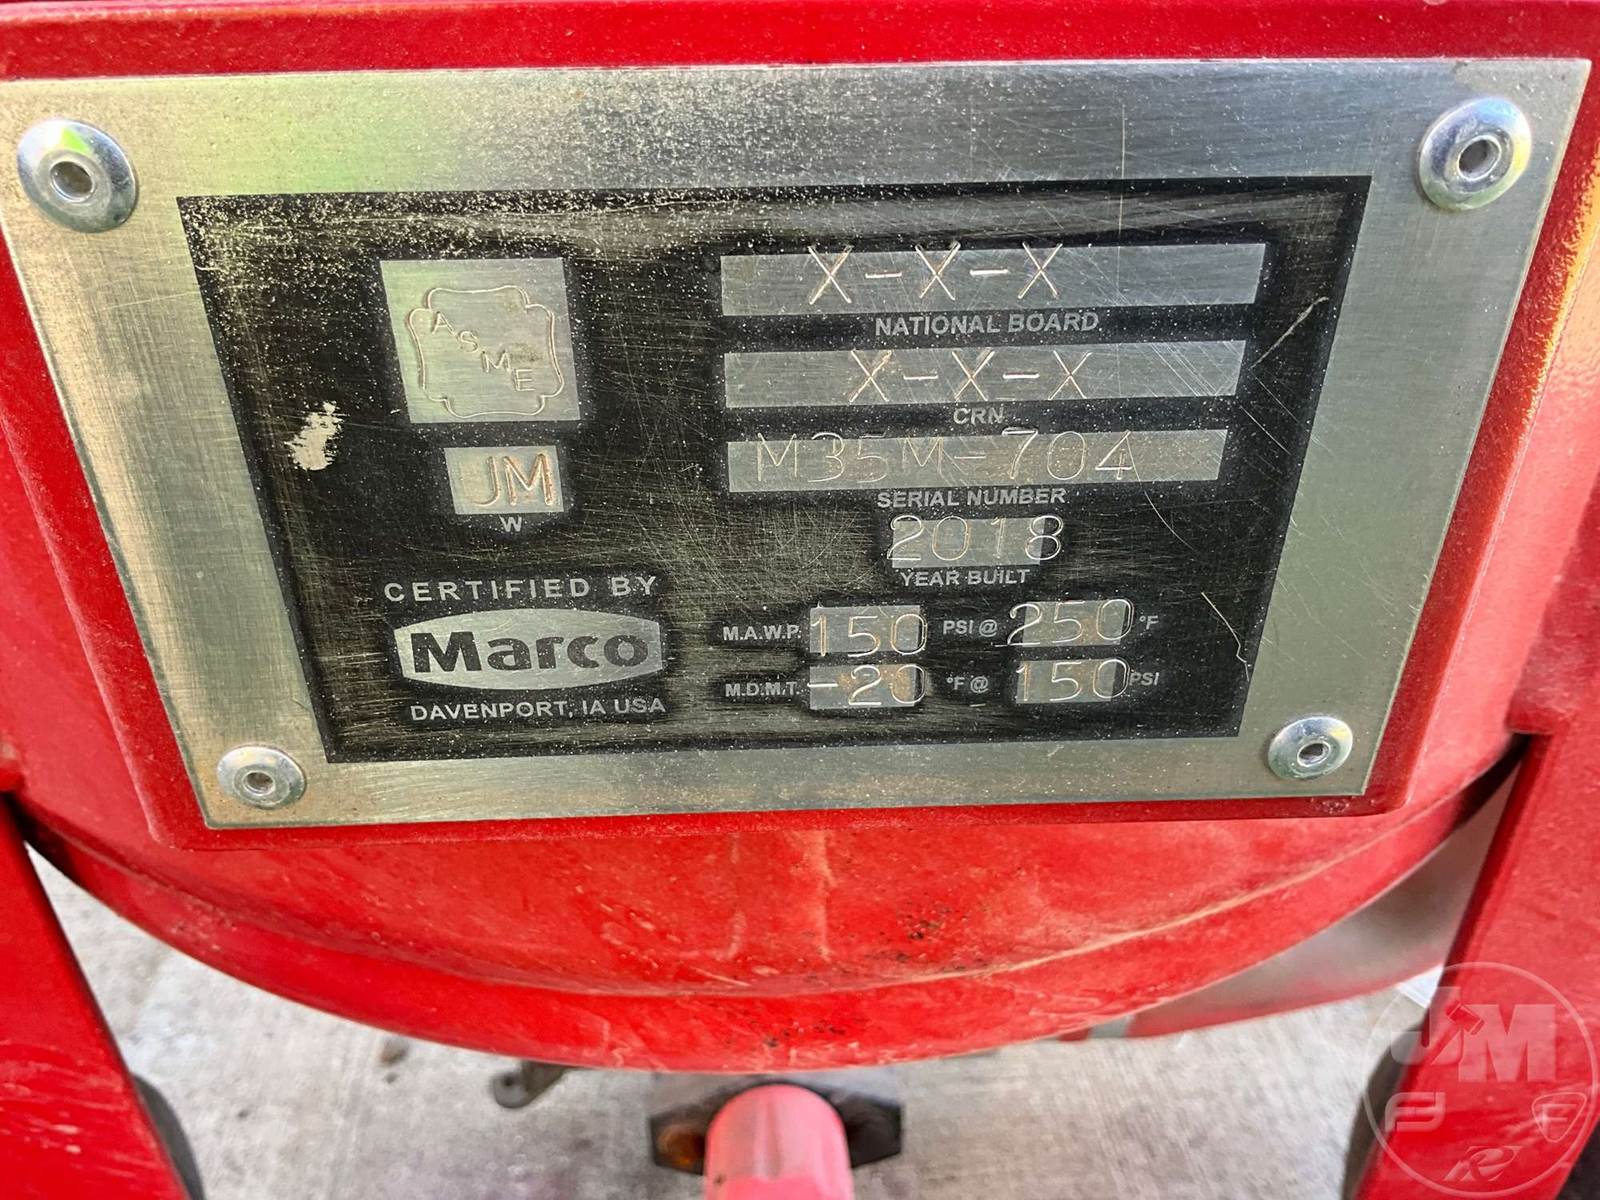 X-X-X
NATIONAL BOARD
ASME
X-X-X
CRN
M35M-704
SERIAL NUMBER
UM
W
2018
YEAR BUILT
CERTIFIED BY
Marco
DAVENPORT, IA USA
M.A.W.P. 150 PSI @ 250 °F
M.D.M.T. -20 °F @ 150 PSI
JM